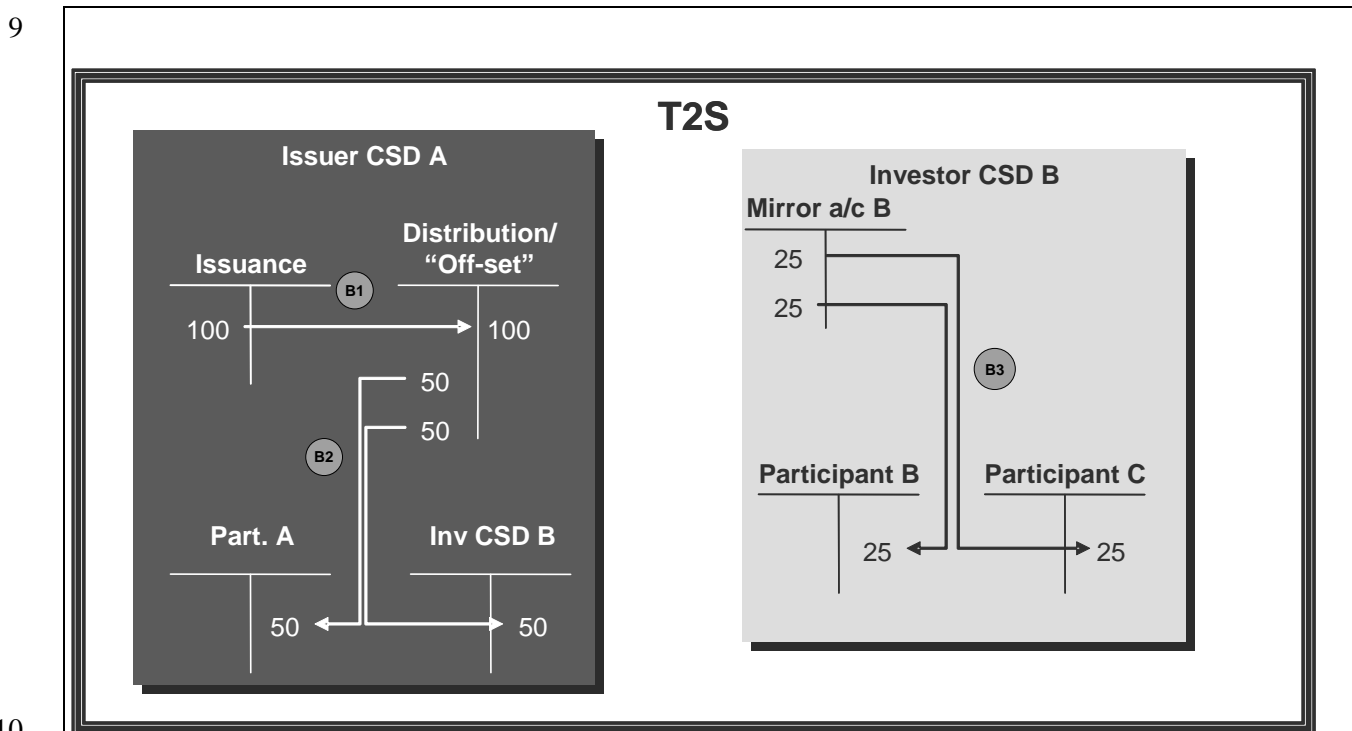 9
T2S
Issuer CSD A
Issuance
Distribution/
“Off-set”
B1
100
100
50
50
B2
Part. A
Inv CSD B
50
50
Investor CSD B
Mirror a/c B
25
25
B3
Participant B
Participant C
25
25
10